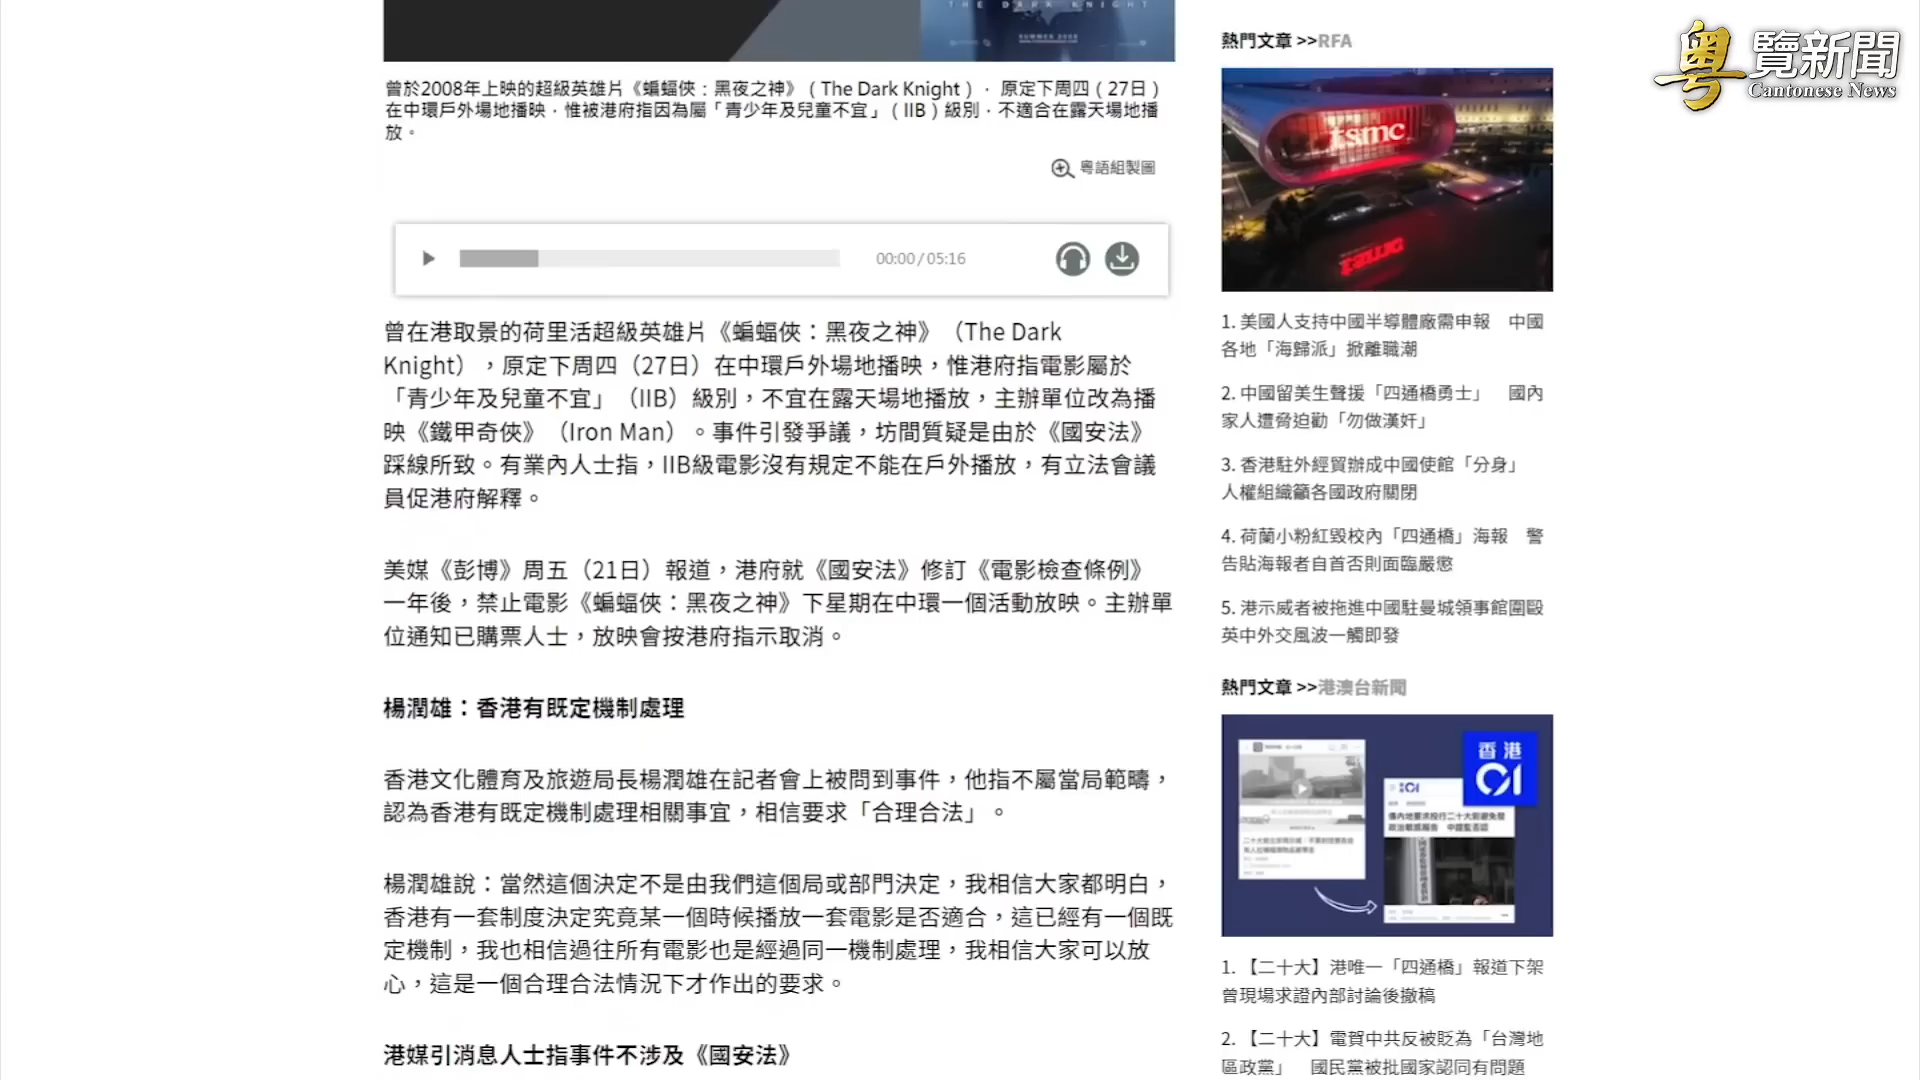 THE DARK KNIGHT
SUMMER 2008
曾於2008年上映的超級英雄片《蝙蝠俠：黑夜之神》（The Dark Knight），原定下周四（27日）
在中環戶外場地播映，惟被港府指因為屬「青少年及兒童不宜」（IIB）級別，不適合在露天場地播
放。
粵語組製圖
00:00 / 05:16
曾在港取景的荷里活超級英雄片《蝙蝠俠：黑夜之神》（The Dark
Knight），原定下周四（27日）在中環戶外場地播映，惟港府指電影屬於
「青少年及兒童不宜」（IIB）級別，不宜在露天場地播放，主辦單位改為播
映《鐵甲奇俠》（Iron Man）。事件引發爭議，坊間質疑是由於《國安法》
踩線所致。有業內人士指，IIB級電影沒有規定不能在戶外播放，有立法會議
員促港府解釋。
美媒《彭博》周五（21日）報道，港府就《國安法》修訂《電影檢查條例》
一年後，禁止電影《蝙蝠俠：黑夜之神》下星期在中環一個活動放映。主辦單
位通知已購票人士，放映會按港府指示取消。
楊潤雄：香港有既定機制處理
香港文化體育及旅遊局長楊潤雄在記者會上被問到事件，他指不屬當局範疇，
認為香港有既定機制處理相關事宜，相信要求「合理合法」。
楊潤雄說：當然這個決定不是由我們這個局或部門決定，我相信大家都明白，
香港有一套制度決定究竟某一個時候播放一套電影是否適合，這已經有一個既
定機制，我也相信過往所有電影也是經過同一機制處理，我相信大家可以放
心，這是一個合理合法情況下才作出的要求。
港媒引消息人士指事件不涉及《國安法》
熱門文章 >>RFA
tsmc
1. 美國人支持中國半導體廠需申報　中國
各地「海歸派」掀離職潮
2. 中國留美生聲援「四通橋勇士」　國內
家人遭脅迫勸「勿做漢奸」
3. 香港駐外經貿辦成中國使館「分身」
人權組織籲各國政府關閉
4. 荷蘭小粉紅毀校內「四通橋」海報　警
告貼海報者自首否則面臨嚴懲
5. 港示威者被拖進中國駐曼城領事館圍毆
英中外交風波一觸即發
熱門文章 >>港澳台新聞
香港
01
1. 【二十大】港唯一「四通橋」報道下架
曾現場求證內部討論後撤稿
2. 【二十大】電賀中共反被貶為「台灣地
區政黨」　國民黨被批國家認同有問題
粵覽新聞
Cantonese News